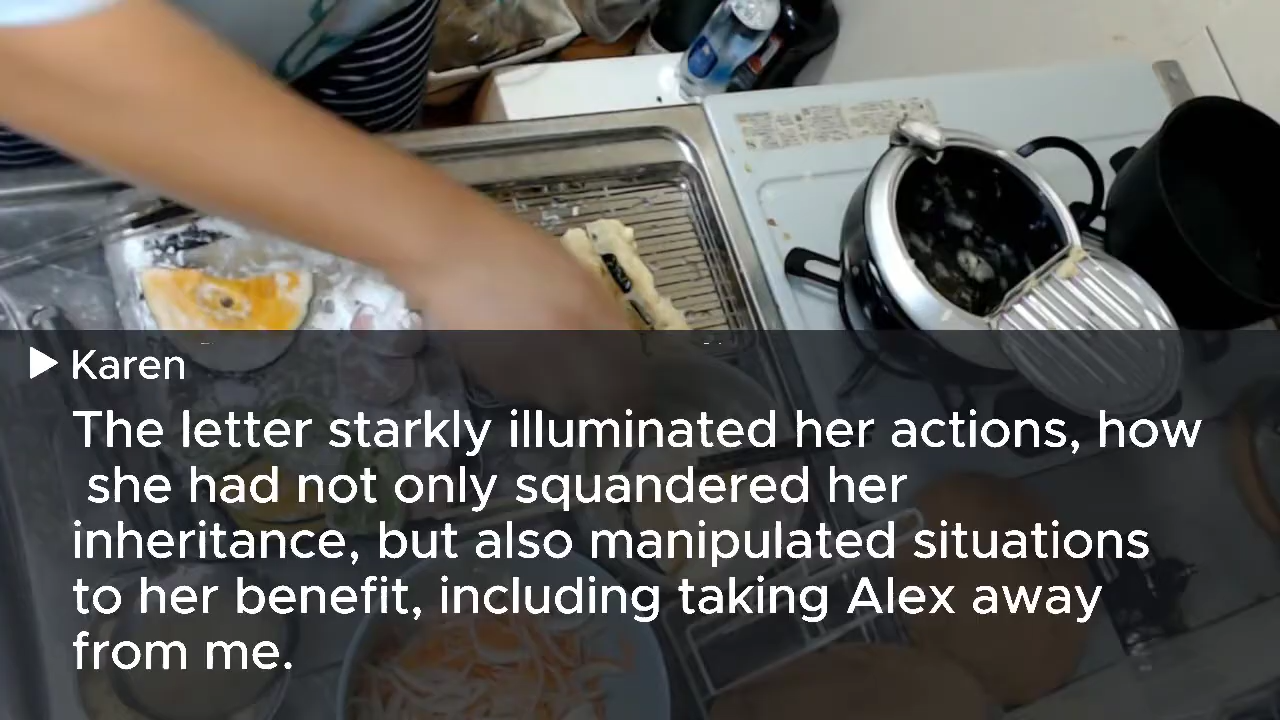 Karen
The letter starkly illuminated her actions, how
she had not only squandered her
inheritance, but also manipulated situations
to her benefit, including taking Alex away
from me.